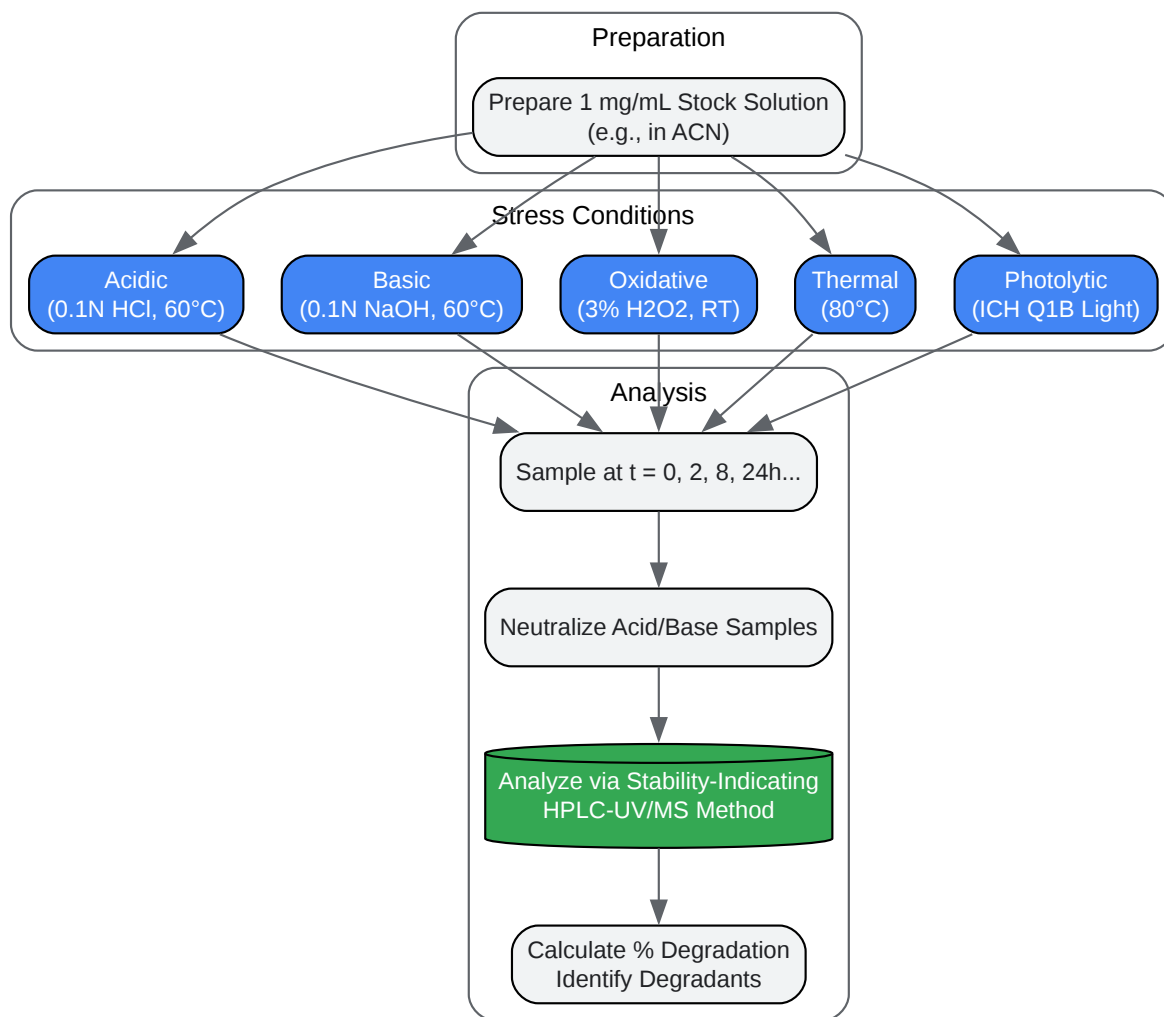 Preparation
Prepare 1 mg/mL Stock Solution
(e.g., in ACN)
Stress Conditions
Acidic
(0.1N HCl, 60°C)
Basic
(0.1N NaOH, 60°C)
Oxidative
(3% H2O2, RT)
Thermal
(80°C)
Photolytic
(ICH Q1B Light)
Analysis
Sample at t = 0, 2, 8, 24h...
Neutralize Acid/Base Samples
Analyze via Stability-Indicating
HPLC-UV/MS Method
Calculate % Degradation
Identify Degradants